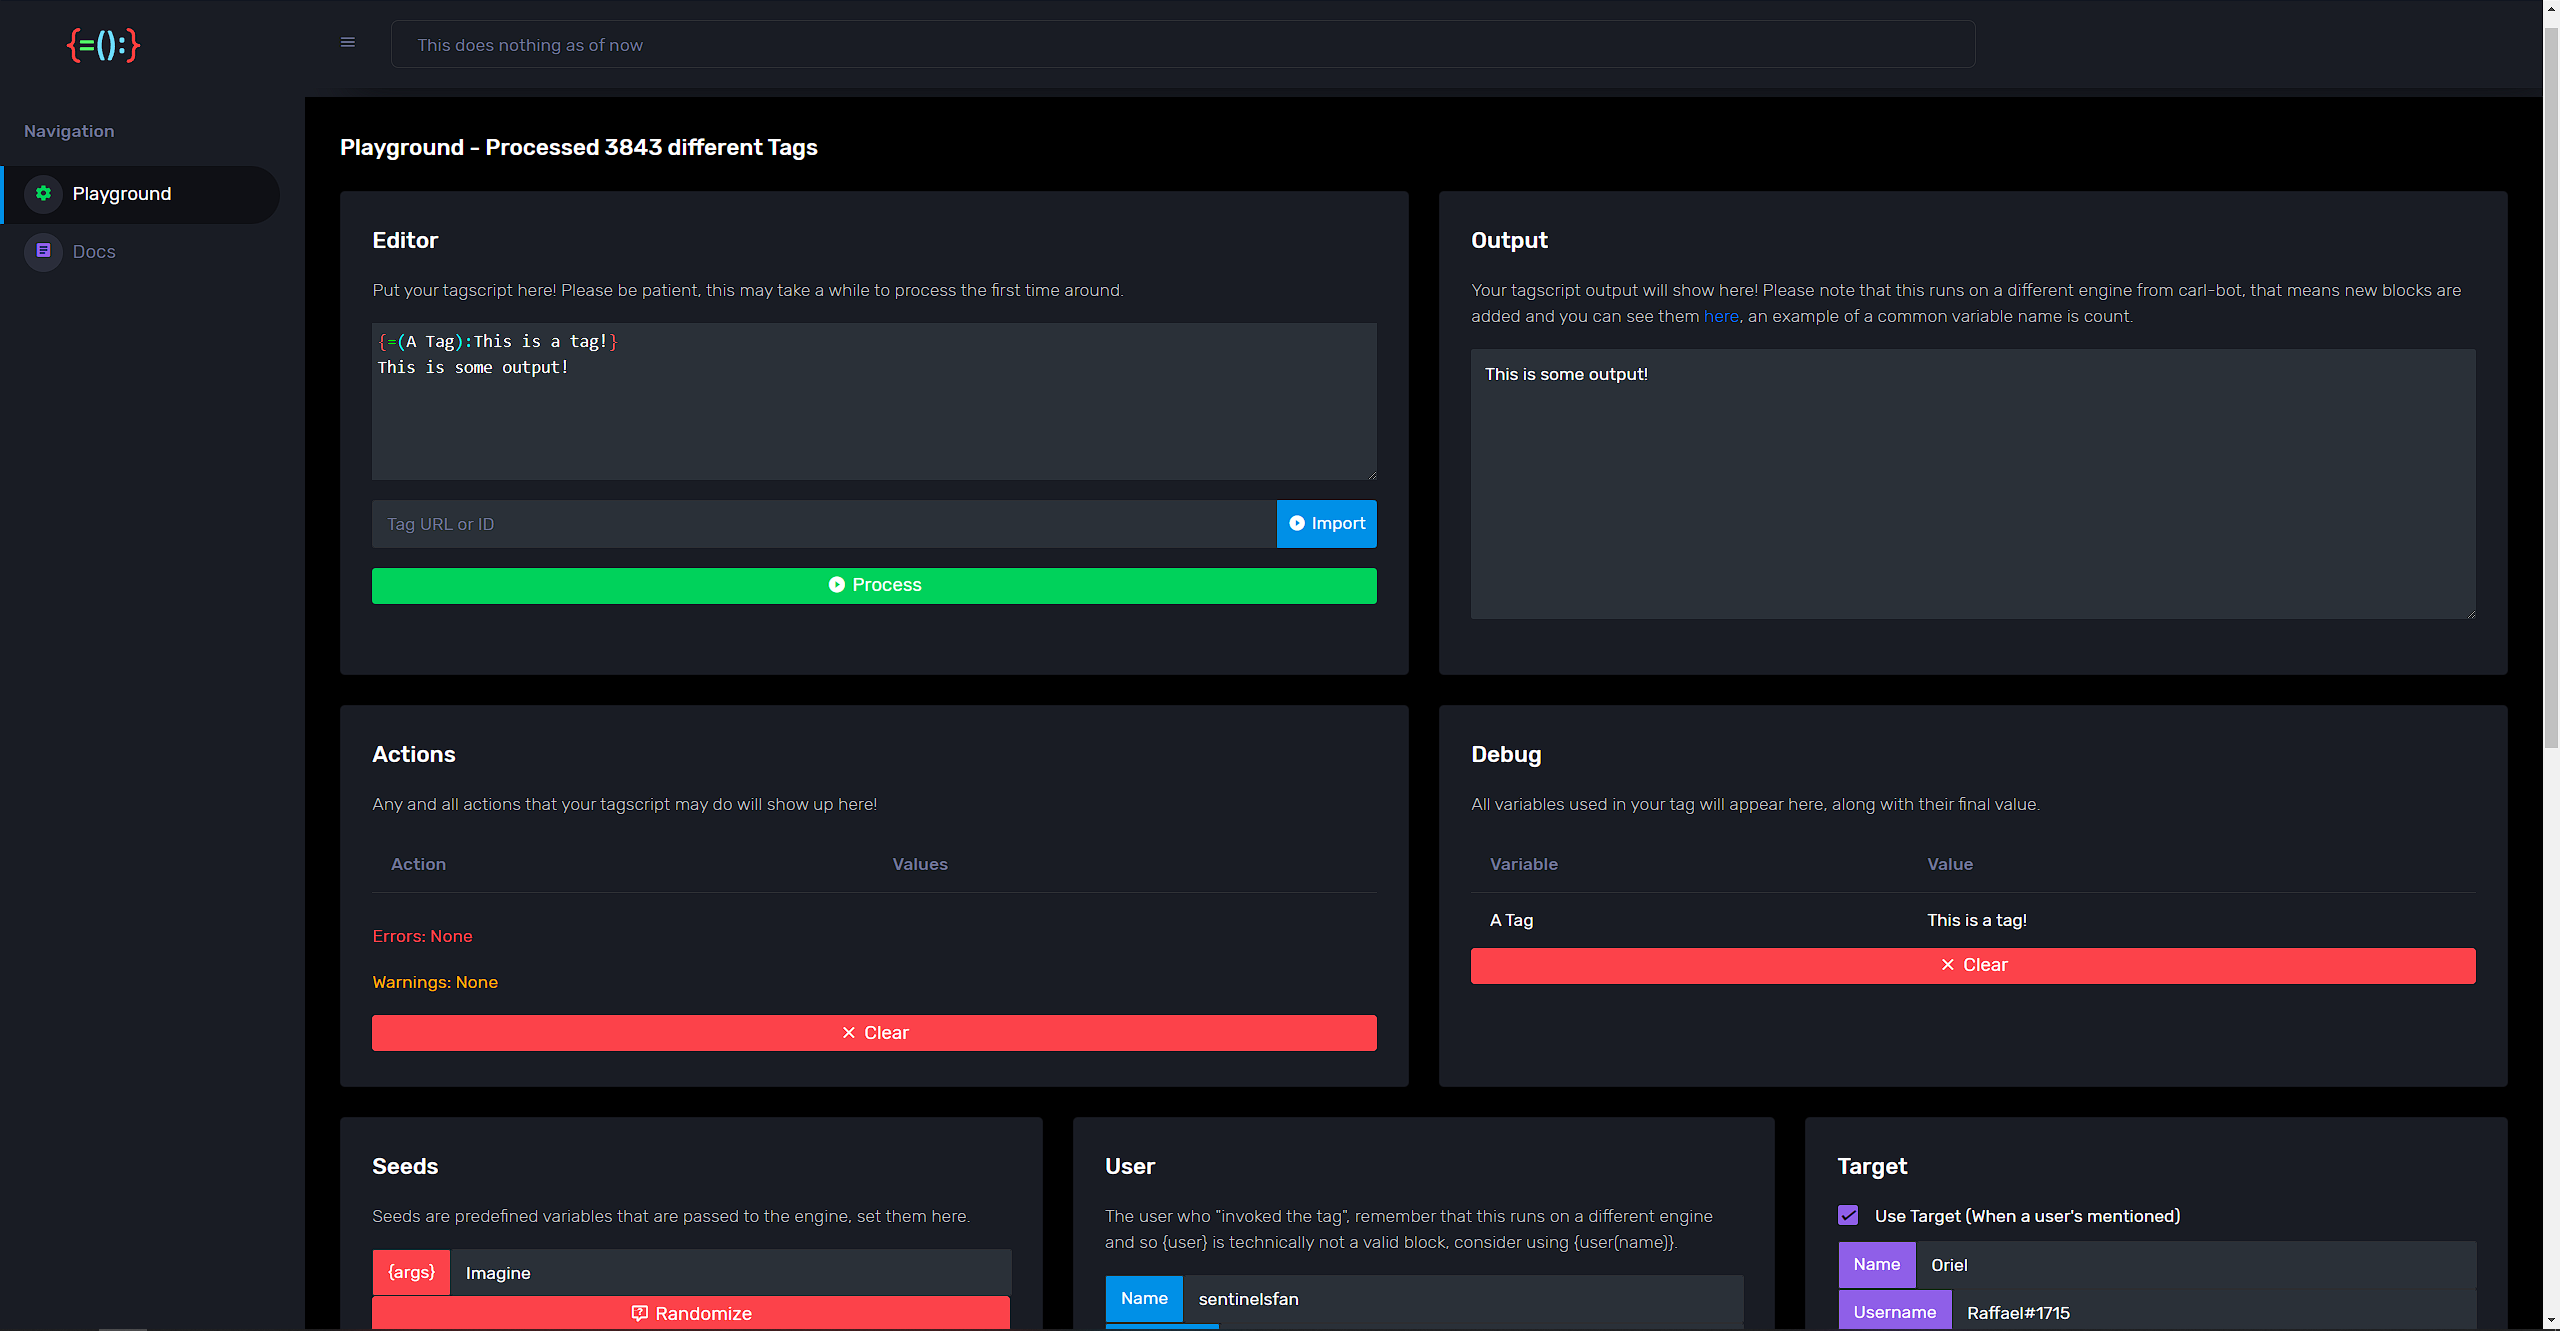 {=():}
This does nothing as of now
Navigation
Playground
Docs
Playground - Processed 3843 different Tags
Editor
Put your tagscript here! Please be patient, this may take a while to process the first time around.
{=(A Tag):This is a tag!}
This is some output!
Tag URL or ID
Import
Process
Output
Your tagscript output will show here! Please note that this runs on a different engine from carl-bot, that means new blocks are
added and you can see them here, an example of a common variable name is count.
This is some output!
Actions
Any and all actions that your tagscript may do will show up here!
Action Values
Errors: None
Warnings: None
Clear
Debug
All variables used in your tag will appear here, along with their final value.
Variable Value
A Tag This is a tag!
Clear
Seeds
Seeds are predefined variables that are passed to the engine, set them here.
{args} Imagine
Randomize
User
The user who "invoked the tag", remember that this runs on a different engine
and so {user} is technically not a valid block, consider using {user(name)}.
Name sentinelsfan
Target
Use Target (When a user's mentioned)
Name Oriel
Username Raffael#1715